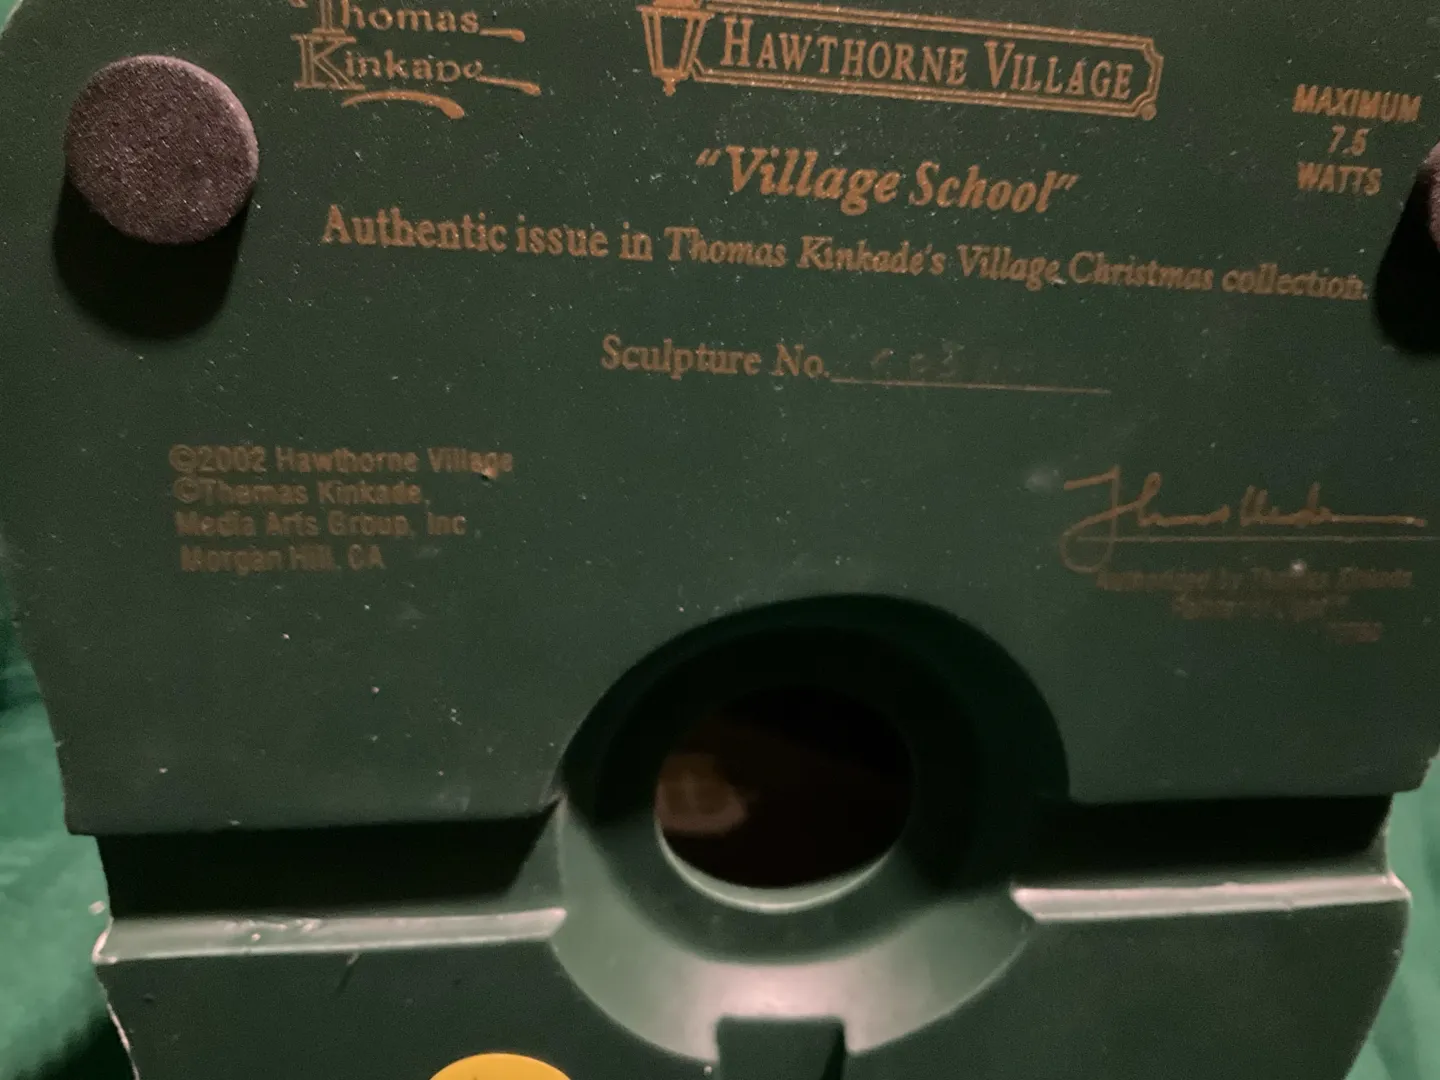 Thomas
Kinkade
HAWTHORNE VILLAGE
MAXIMUM
7.5
WATTS
"Village School"
Authentic issue in Thomas Kinkade's Village Christmas collection.
Sculpture No.
©2002 Hawthorne Village
©Thomas Kinkade,
Media Arts Group, Inc
Morgan Hill, CA